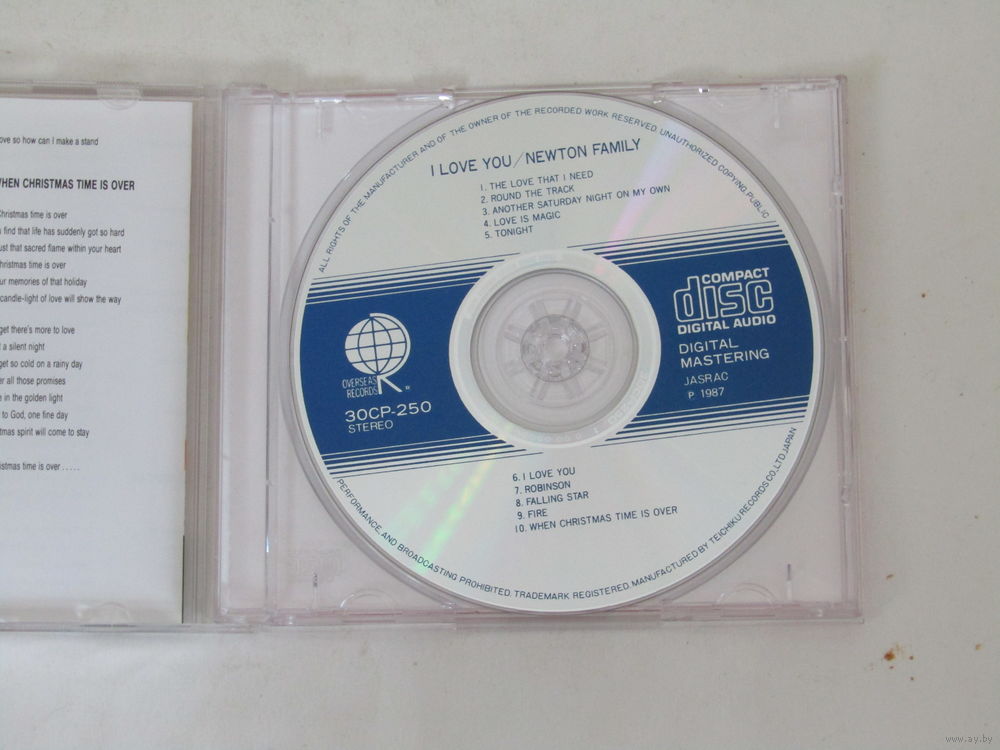 ove so how can I make a stand
HEN CHRISTMAS TIME IS OVER
Christmas time is over
find that life has suddenly got so hard
ust that sacred flame within your heart
hristmas time is over
ur memories of that holiday
candle-light of love will show the way
get there's more to love
t a silent night
get so cold on a rainy day
er all those promises
e in the golden light
to God, one fine day
tmas spirit will come to stay
istmas time is over .....
ALL RIGHTS OF THE MANUFACTURER AND OF THE OWNER OF THE RECORDED WORK RESERVED. UNAUTHORIZED COPYING, PUBLIC
I LOVE YOU/NEWTON FAMILY
1. THE LOVE THAT I NEED
2. ROUND THE TRACK
3. ANOTHER SATURDAY NIGHT ON MY OWN
4. LOVE IS MAGIC
5. TONIGHT
OVERSEAS
RECORDS
30CP-250
STEREO
COMPACT
disc
DIGITAL AUDIO
DIGITAL
MASTERING
JASRAC
P 1987
6. I LOVE YOU
7. ROBINSON
8. FALLING STAR
9. FIRE
10. WHEN CHRISTMAS TIME IS OVER
PERFORMANCE AND BROADCASTING PROHIBITED. TRADEMARK REGISTERED. MANUFACTURED BY TEICHIKU RECORDS CO., LTD JAPAN
www.ay.by